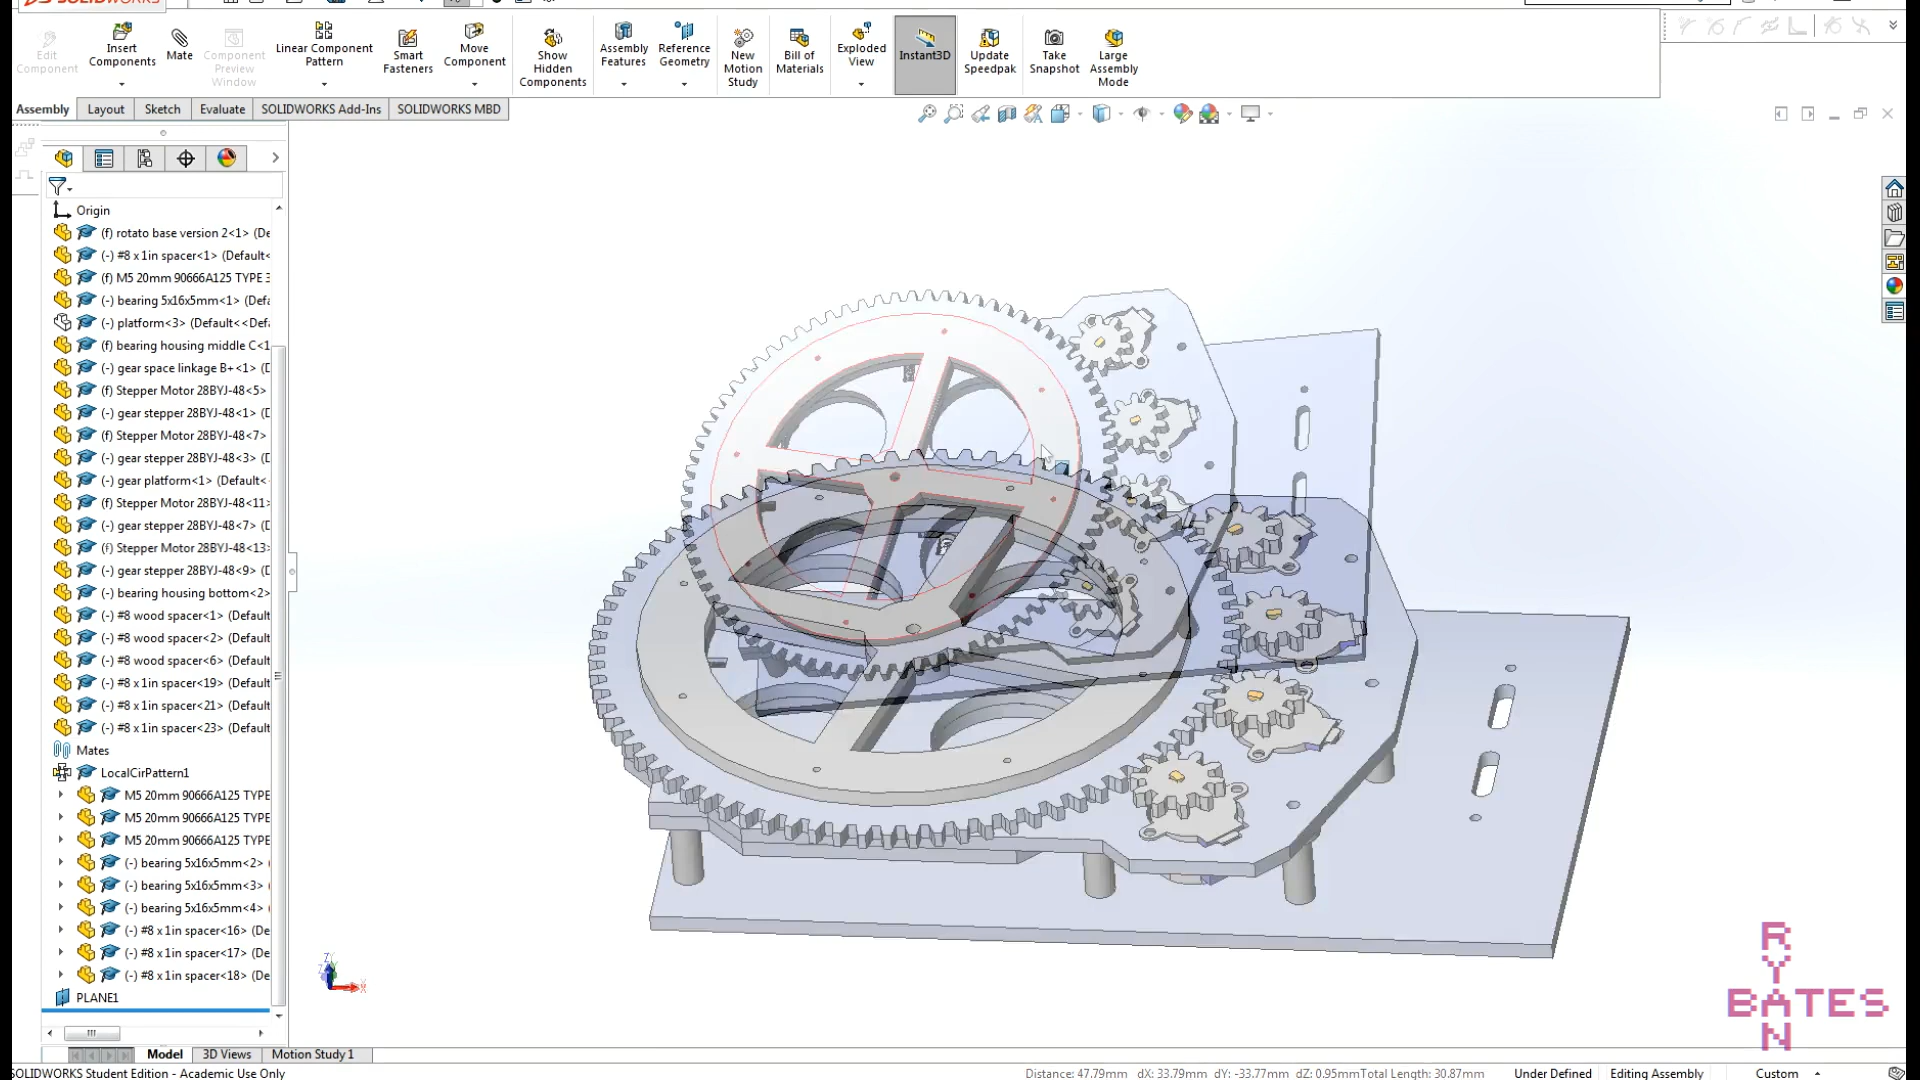 SOLIDWORKS
Edit Component
Insert Components
Mate
Component Preview Window
Linear Component Pattern
Smart Fasteners
Move Component
Show Hidden Components
Assembly Features
Reference Geometry
New Motion Study
Bill of Materials
Exploded View
Instant3D
Update Speedpak
Take Snapshot
Large Assembly Mode
Assembly
Layout
Sketch
Evaluate
SOLIDWORKS Add-Ins
SOLIDWORKS MBD
Origin
(f) rotato base version 2<1> (De
(-) #8 x 1in spacer<1> (Default<
(f) M5 20mm 90666A125 TYPE 3
(-) bearing 5x16x5mm<1> (Defa
(-) platform<3> (Default<<Defa
(f) bearing housing middle C<1
(-) gear space linkage B+<1> (D
(f) Stepper Motor 28BYJ-48<5>
(-) gear stepper 28BYJ-48<1> (D
(f) Stepper Motor 28BYJ-48<7>
(-) gear stepper 28BYJ-48<3> (D
(-) gear platform<1> (Default<
(f) Stepper Motor 28BYJ-48<11>
(-) gear stepper 28BYJ-48<7> (D
(f) Stepper Motor 28BYJ-48<13>
(-) gear stepper 28BYJ-48<9> (D
(-) bearing housing bottom<2>
(-) #8 wood spacer<1> (Default
(-) #8 wood spacer<2> (Default
(-) #8 wood spacer<6> (Default
(-) #8 x 1in spacer<19> (Default
(-) #8 x 1in spacer<21> (Default
(-) #8 x 1in spacer<23> (Default
Mates
LocalCirPattern1
M5 20mm 90666A125 TYPE
M5 20mm 90666A125 TYPE
M5 20mm 90666A125 TYPE
(-) bearing 5x16x5mm<2> (
(-) bearing 5x16x5mm<3> (
(-) bearing 5x16x5mm<4> (
(-) #8 x 1in spacer<16> (De
(-) #8 x 1in spacer<17> (De
(-) #8 x 1in spacer<18> (De
PLANE1
Z
X
RYAN
BATES
Model
3D Views
Motion Study 1
SOLIDWORKS Student Edition - Academic Use Only
Distance: 47.79mm dX: 33.79mm dY: -33.77mm dZ: 0.95mmTotal Length: 30.87mm
Under Defined
Editing Assembly
Custom